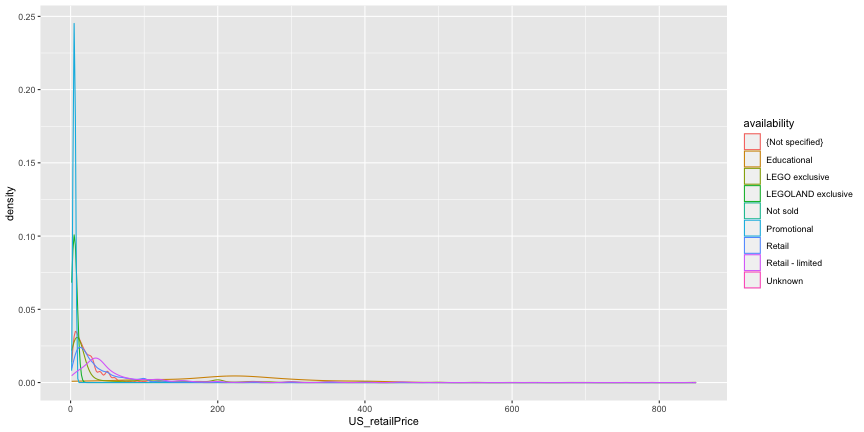 0.25
0.20
0.15
0.10
0.05
0.00
density
0 200 400 600 800
US_retailPrice
availability
{Not specified}
Educational
LEGO exclusive
LEGOLAND exclusive
Not sold
Promotional
Retail
Retail - limited
Unknown